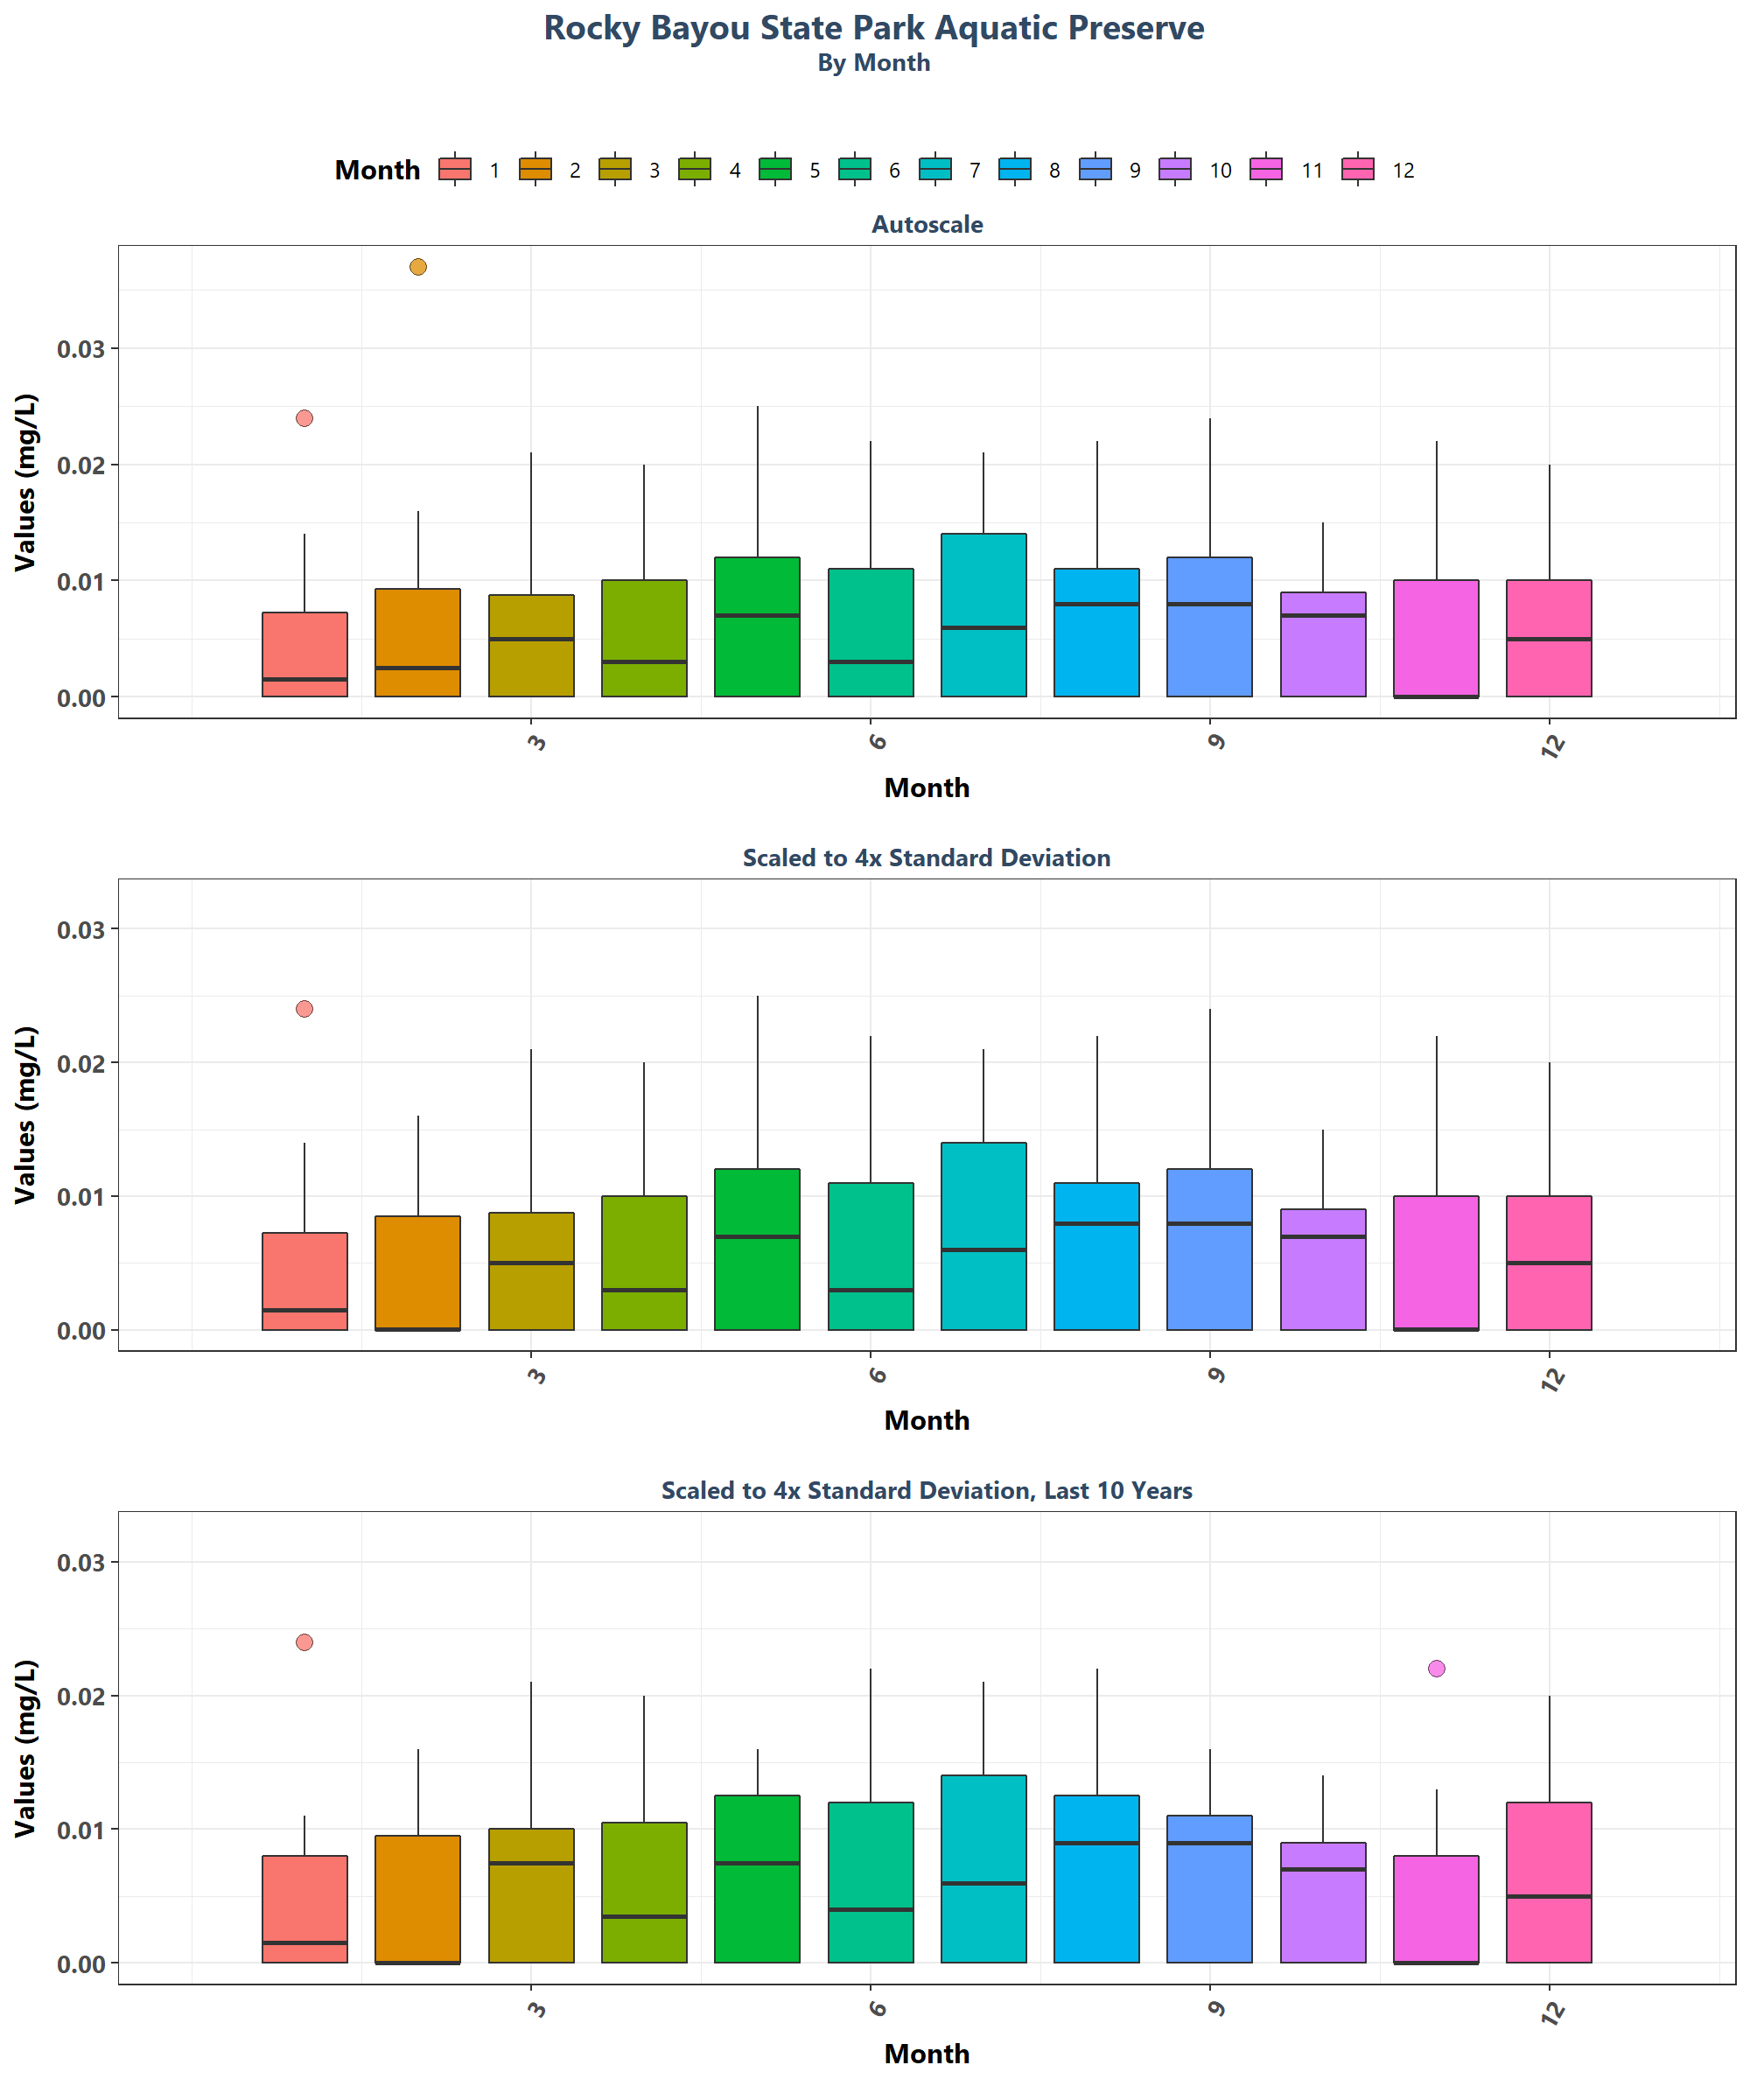 Rocky Bayou State Park Aquatic Preserve
By Month
Month 1 2 3 4 5 6 7 8 9 10 11 12
Autoscale
Values (mg/L)
0.03
0.02
0.01
0.00
3 6 9 12
Month
Scaled to 4x Standard Deviation
Values (mg/L)
0.03
0.02
0.01
0.00
3 6 9 12
Month
Scaled to 4x Standard Deviation, Last 10 Years
Values (mg/L)
0.03
0.02
0.01
0.00
3 6 9 12
Month